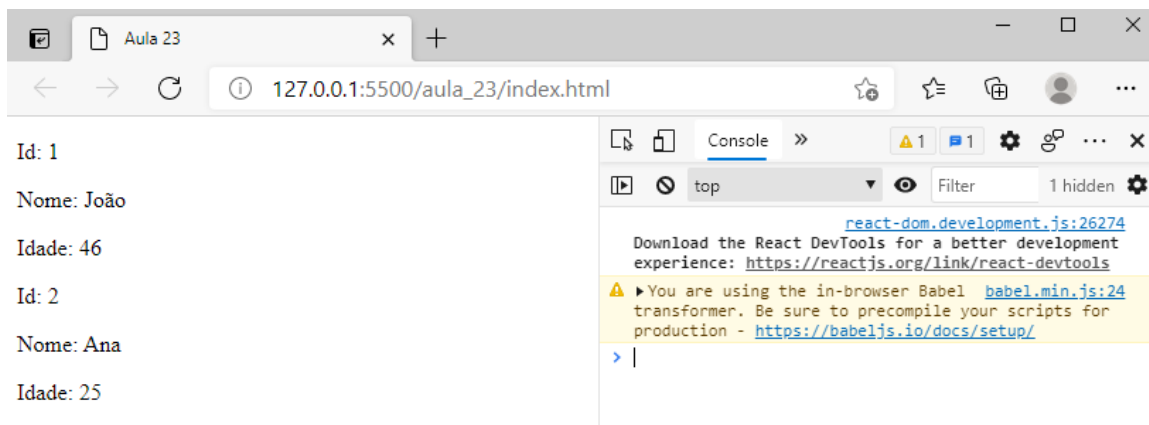 Aula 23
127.0.0.1:5500/aula_23/index.html
Id: 1
Nome: João
Idade: 46
Id: 2
Nome: Ana
Idade: 25
Console
1
1
top
Filter
1 hidden
react-dom.development.js:26274
Download the React DevTools for a better development
experience: https://reactjs.org/link/react-devtools
You are using the in-browser Babel babel.min.js:24
transformer. Be sure to precompile your scripts for
production - https://babeljs.io/docs/setup/